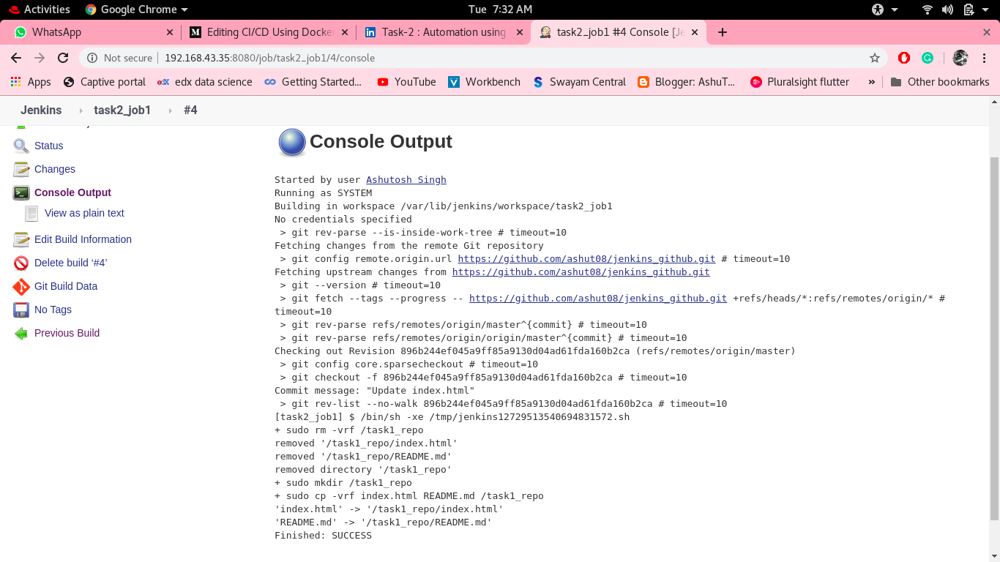 Activities Google Chrome Tue 7:32 AM
WhatsApp Editing CI/CD Using Docke Task-2 : Automation using task2_job1 #4 Console [Je
Not secure 192.168.43.35:8080/job/task2_job1/4/console
Apps Captive portal edx data science Getting Started... YouTube Workbench Swayam Central Blogger: AshuT... Pluralsight flutter » Other bookmarks
Jenkins task2_job1 #4
Status
Changes
Console Output
View as plain text
Edit Build Information
Delete build ‘#4’
Git Build Data
No Tags
Previous Build
Console Output
Started by user Ashutosh Singh
Running as SYSTEM
Building in workspace /var/lib/jenkins/workspace/task2_job1
No credentials specified
> git rev-parse --is-inside-work-tree # timeout=10
Fetching changes from the remote Git repository
> git config remote.origin.url https://github.com/ashut08/jenkins_github.git # timeout=10
Fetching upstream changes from https://github.com/ashut08/jenkins_github.git
> git --version # timeout=10
> git fetch --tags --progress -- https://github.com/ashut08/jenkins_github.git +refs/heads/*:refs/remotes/origin/* #
timeout=10
> git rev-parse refs/remotes/origin/master^{commit} # timeout=10
> git rev-parse refs/remotes/origin/origin/master^{commit} # timeout=10
Checking out Revision 896b244ef045a9ff85a9130d04ad61fda160b2ca (refs/remotes/origin/master)
> git config core.sparsecheckout # timeout=10
> git checkout -f 896b244ef045a9ff85a9130d04ad61fda160b2ca # timeout=10
Commit message: "Update index.html"
> git rev-list --no-walk 896b244ef045a9ff85a9130d04ad61fda160b2ca # timeout=10
[task2_job1] $ /bin/sh -xe /tmp/jenkins12729513540694831572.sh
+ sudo rm -vrf /task1_repo
removed '/task1_repo/index.html'
removed '/task1_repo/README.md'
removed directory '/task1_repo'
+ sudo mkdir /task1_repo
+ sudo cp -vrf index.html README.md /task1_repo
'index.html' -> '/task1_repo/index.html'
'README.md' -> '/task1_repo/README.md'
Finished: SUCCESS